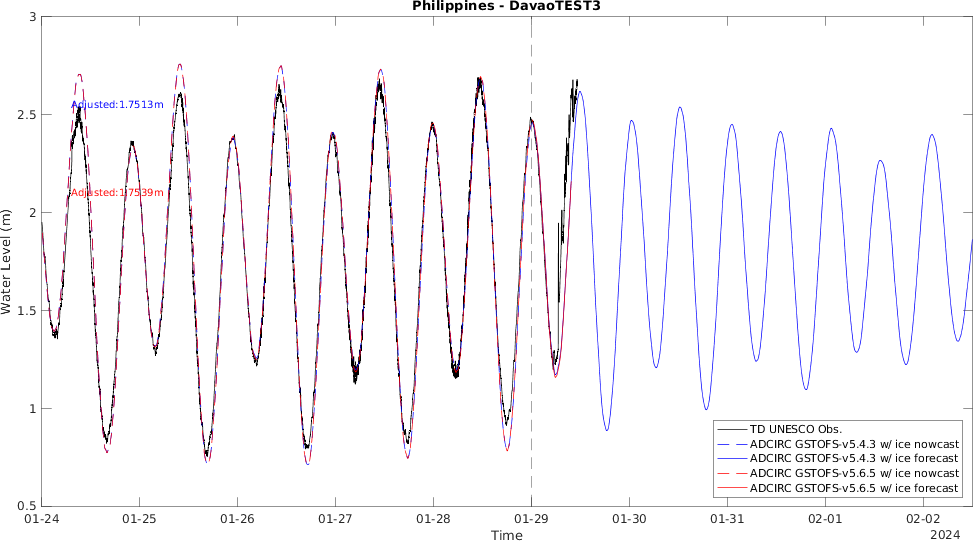 Philippines - DavaoTEST3
3
2.5
2
1.5
1
0.5
Water Level (m)
Adjusted:1.7513m
Adjusted:1.7539m
TD UNESCO Obs.
ADCIRC GSTOFS-v5.4.3 w/ ice nowcast
ADCIRC GSTOFS-v5.4.3 w/ ice forecast
ADCIRC GSTOFS-v5.6.5 w/ ice nowcast
ADCIRC GSTOFS-v5.6.5 w/ ice forecast
01-24 01-25 01-26 01-27 01-28 01-29 01-30 01-31 02-01 02-02
Time
2024